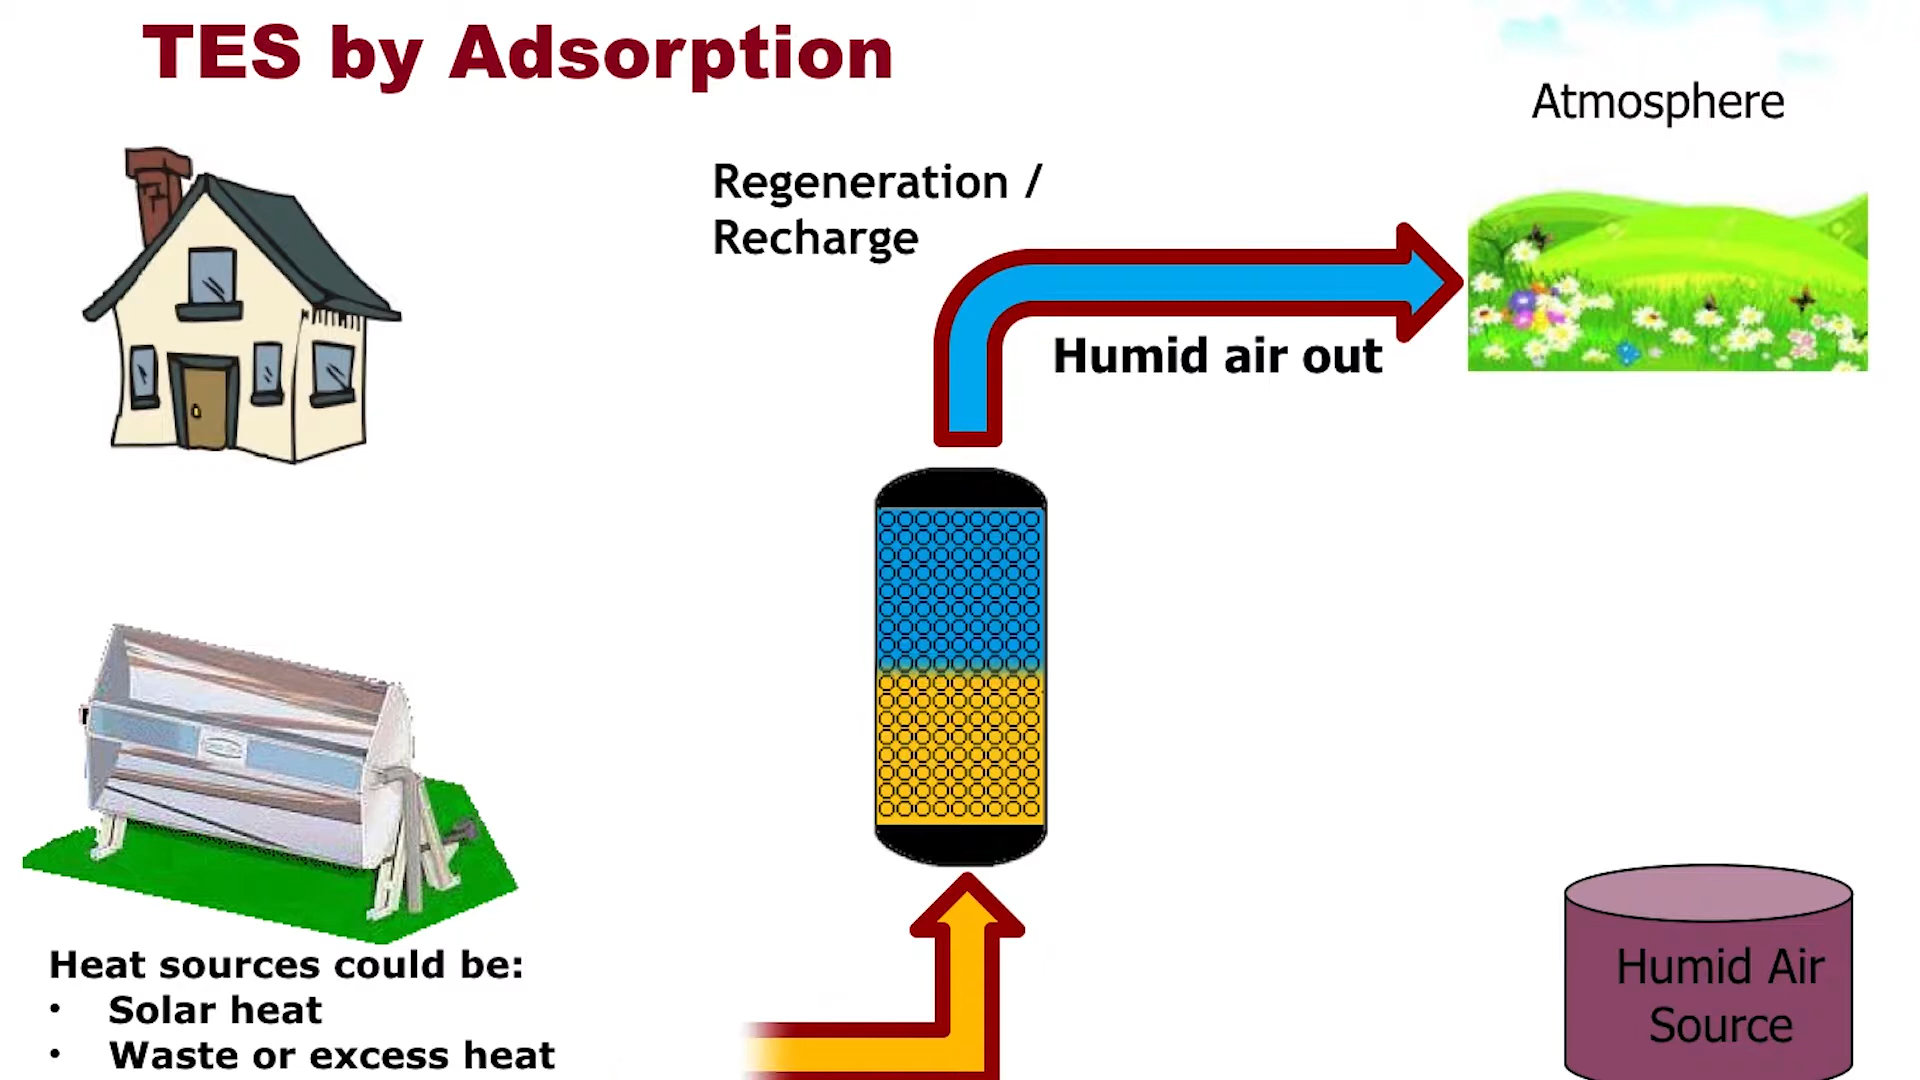 TES by Adsorption
Atmosphere
Regeneration /
Recharge
Humid air out
Heat sources could be:
• Solar heat
• Waste or excess heat
Humid Air
Source